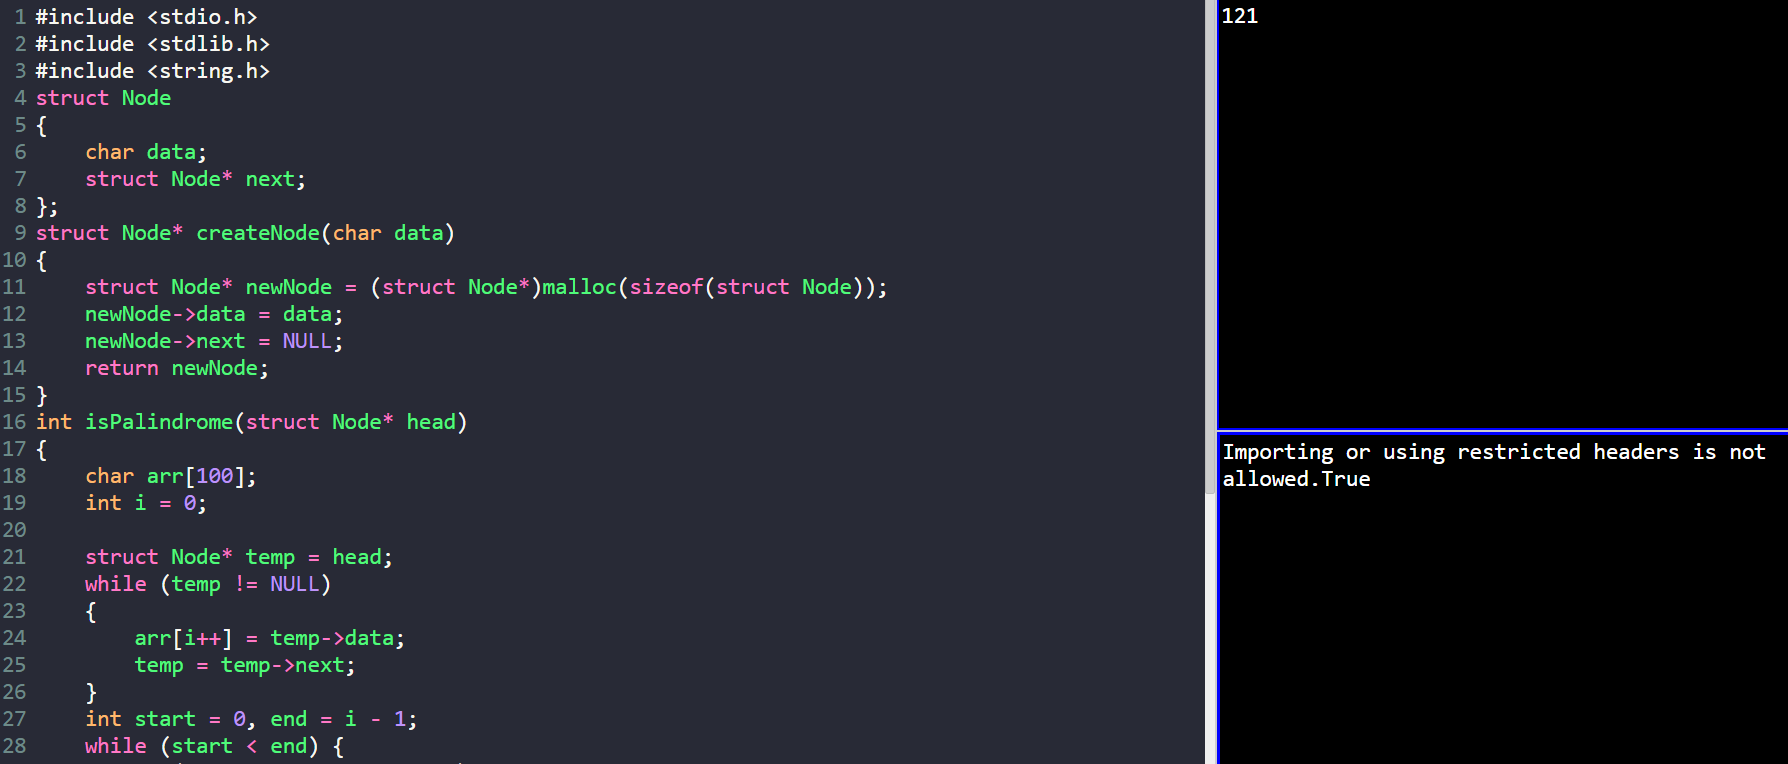 1 #include <stdio.h>
2 #include <stdlib.h>
3 #include <string.h>
4 struct Node
5 {
6     char data;
7     struct Node* next;
8 };
9 struct Node* createNode(char data)
10 {
11     struct Node* newNode = (struct Node*)malloc(sizeof(struct Node));
12     newNode->data = data;
13     newNode->next = NULL;
14     return newNode;
15 }
16 int isPalindrome(struct Node* head)
17 {
18     char arr[100];
19     int i = 0;
20
21     struct Node* temp = head;
22     while (temp != NULL)
23     {
24         arr[i++] = temp->data;
25         temp = temp->next;
26     }
27     int start = 0, end = i - 1;
28     while (start < end) {
121
Importing or using restricted headers is not
allowed.True